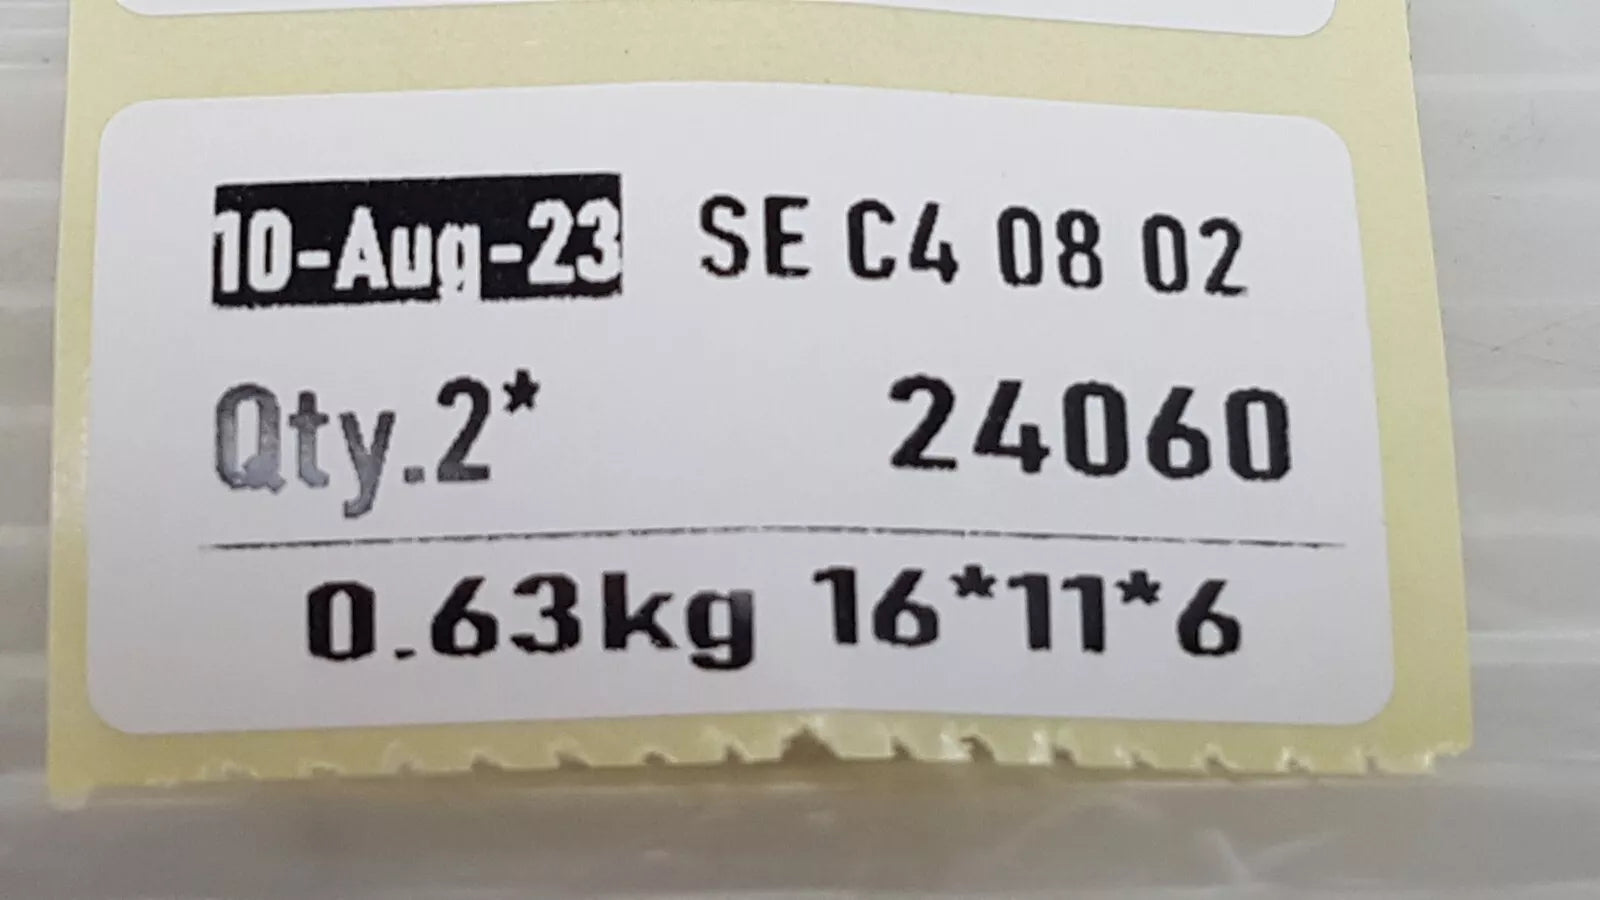 10-Aug-23 SE C4 08 02
Qty.2* 24060
0.63kg 16*11*6